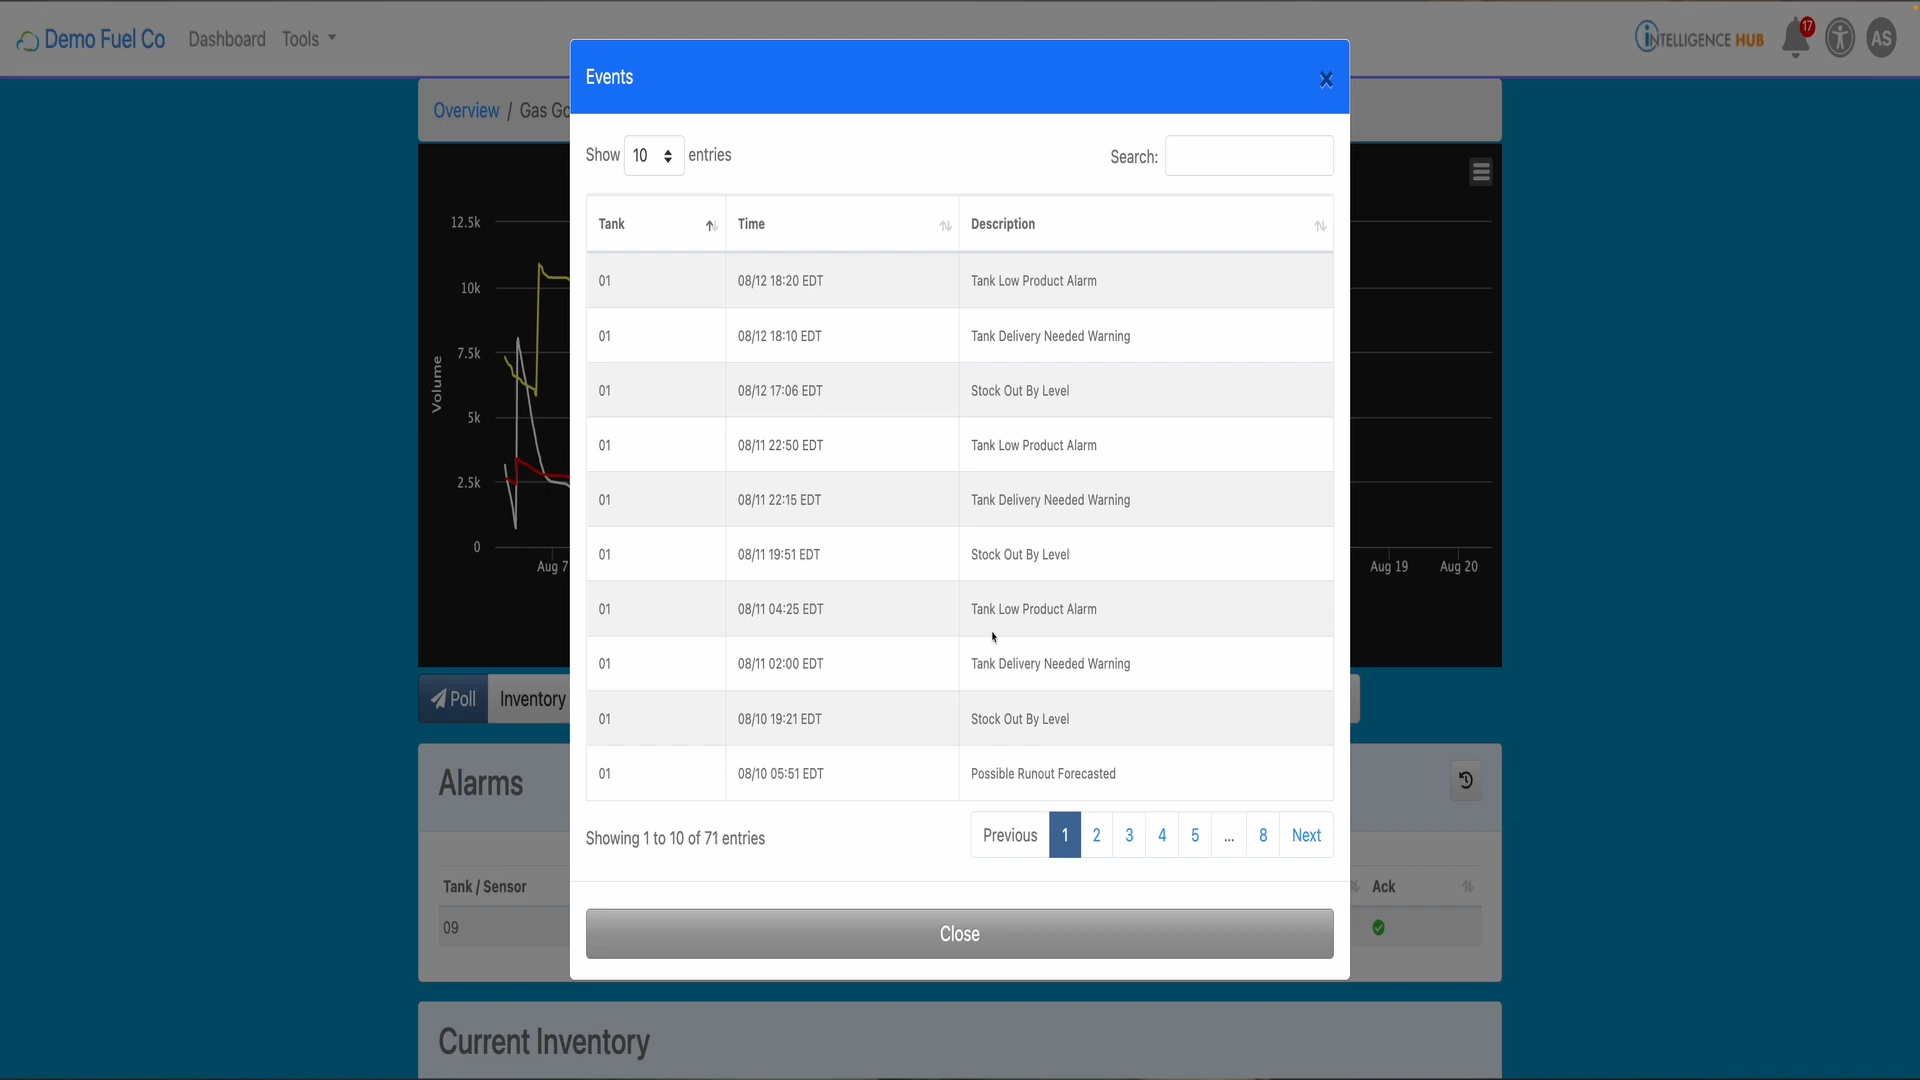 Demo Fuel Co Dashboard Tools
iNTELLIGENCE HUB 17 AS
Overview / Gas Go
Events
x
Show 10 entries
Search:
Tank Time Description
01 08/12 18:20 EDT Tank Low Product Alarm
01 08/12 18:10 EDT Tank Delivery Needed Warning
01 08/12 17:06 EDT Stock Out By Level
01 08/11 22:50 EDT Tank Low Product Alarm
01 08/11 22:15 EDT Tank Delivery Needed Warning
01 08/11 19:51 EDT Stock Out By Level
01 08/11 04:25 EDT Tank Low Product Alarm
01 08/11 02:00 EDT Tank Delivery Needed Warning
01 08/10 19:21 EDT Stock Out By Level
01 08/10 05:51 EDT Possible Runout Forecasted
Showing 1 to 10 of 71 entries
Previous 1 2 3 4 5 ... 8 Next
Close
12.5k
10k
7.5k
5k
2.5k
0
Volume
Aug 7 Aug 19 Aug 20
Poll Inventory
Alarms
Tank / Sensor Ack
09
Current Inventory